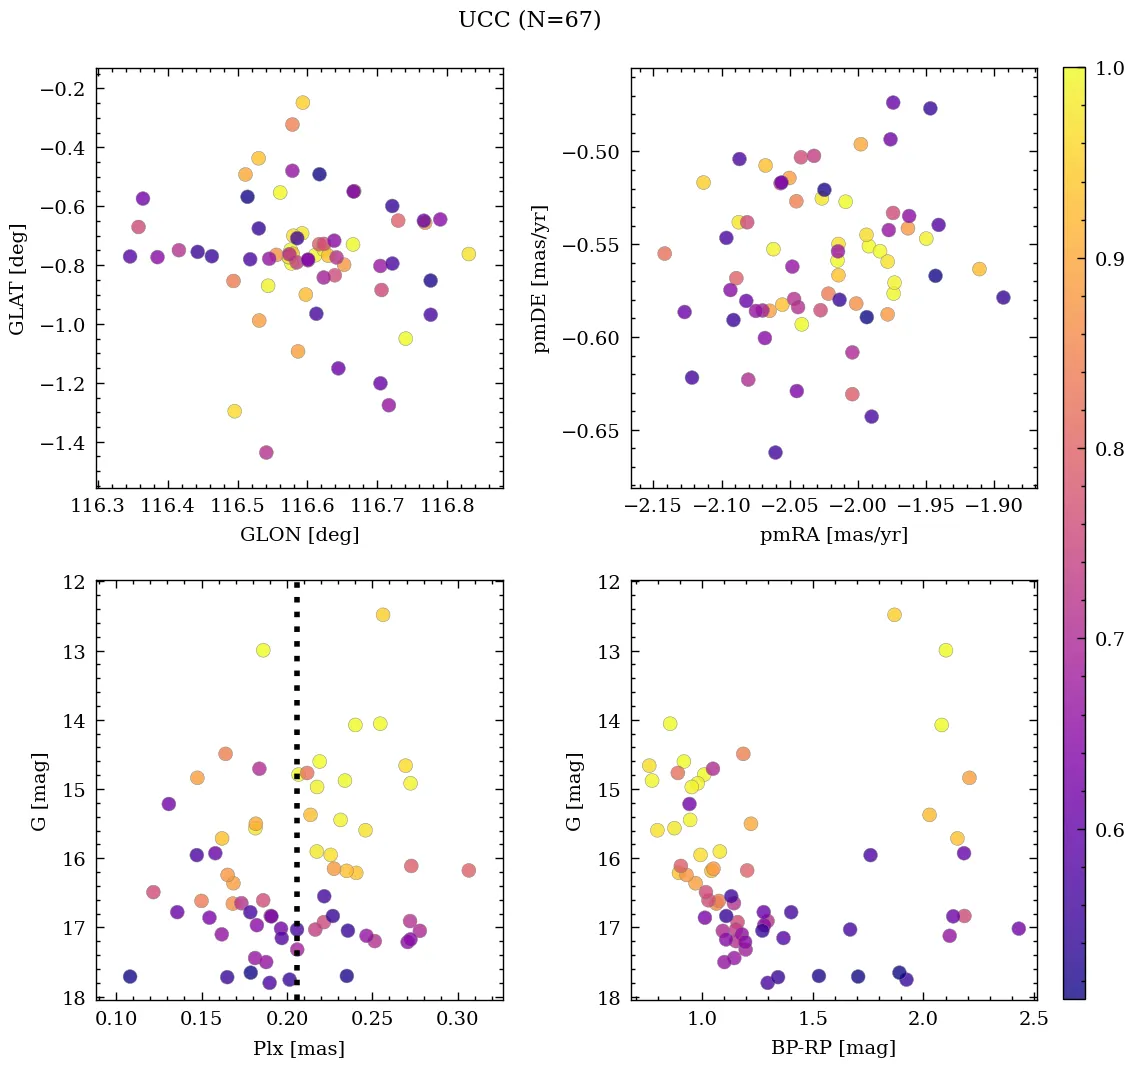 UCC (N=67)
−0.2
−0.4
−0.6
−0.8
−1.0
−1.2
−1.4
GLAT [deg]
116.3 116.4 116.5 116.6 116.7 116.8
GLON [deg]
−0.50
−0.55
−0.60
−0.65
pmDE [mas/yr]
−2.15 −2.10 −2.05 −2.00 −1.95 −1.90
pmRA [mas/yr]
1.0
0.9
0.8
0.7
0.6
12
13
14
15
16
17
18
G [mag]
0.10 0.15 0.20 0.25 0.30
Plx [mas]
12
13
14
15
16
17
18
G [mag]
1.0 1.5 2.0 2.5
BP-RP [mag]